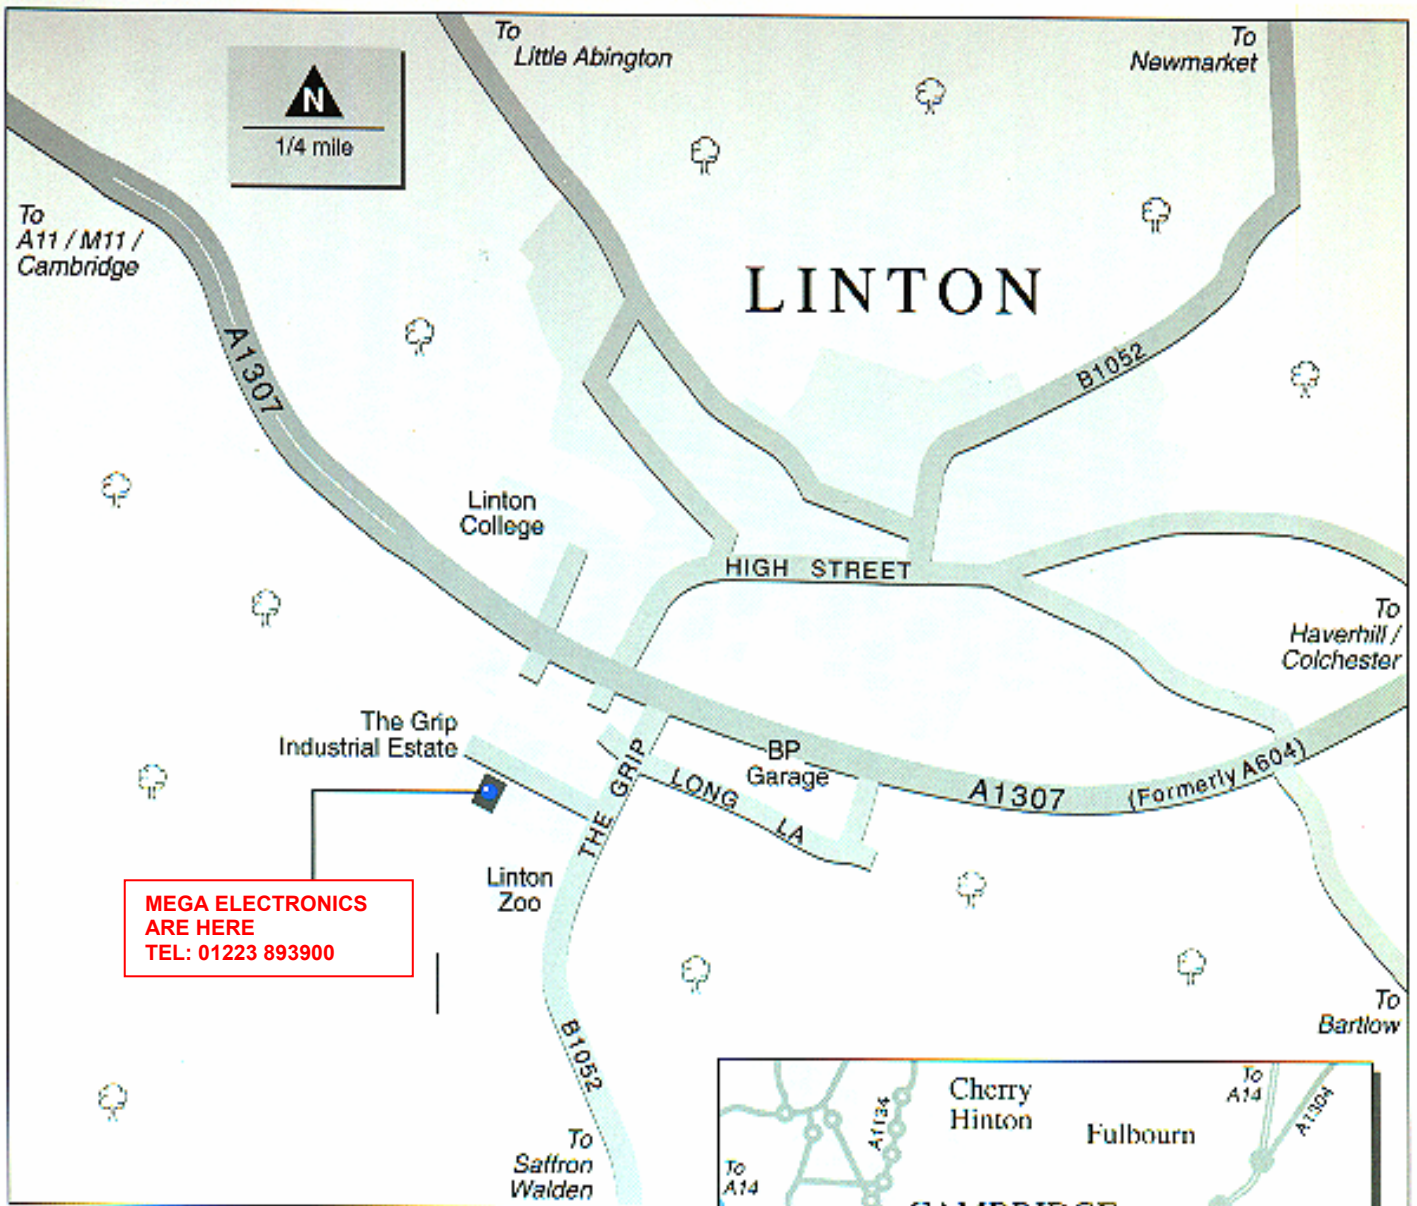 To
Little Abington
To
Newmarket
N
1/4 mile
To
A11 / M11 /
Cambridge
LINTON
A1307
B1052
Linton
College
HIGH STREET
To
Haverhill /
Colchester
The Grip
Industrial Estate
BP
Garage
THE GRIP
LONG LA
A1307
(Formerly A604)
Linton
Zoo
MEGA ELECTRONICS
ARE HERE
TEL: 01223 893900
To
Bartlow
B1052
To
Saffron
Walden
Cherry
Hinton
Fulbourn
To
A14
A1304
A1134
To
A14
CAMBRIDGE